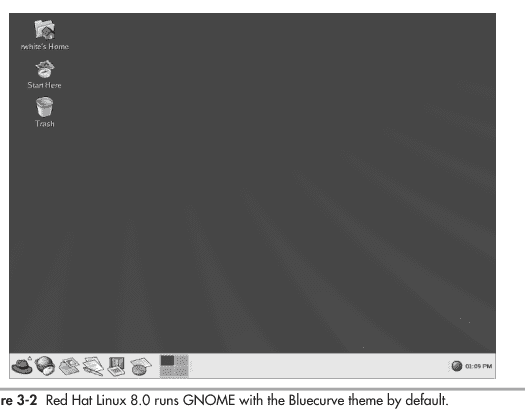 rwhite's Home
Start Here
Trash
01:09 PM
re 3-2 Red Hat Linux 8.0 runs GNOME with the Bluecurve theme by default.